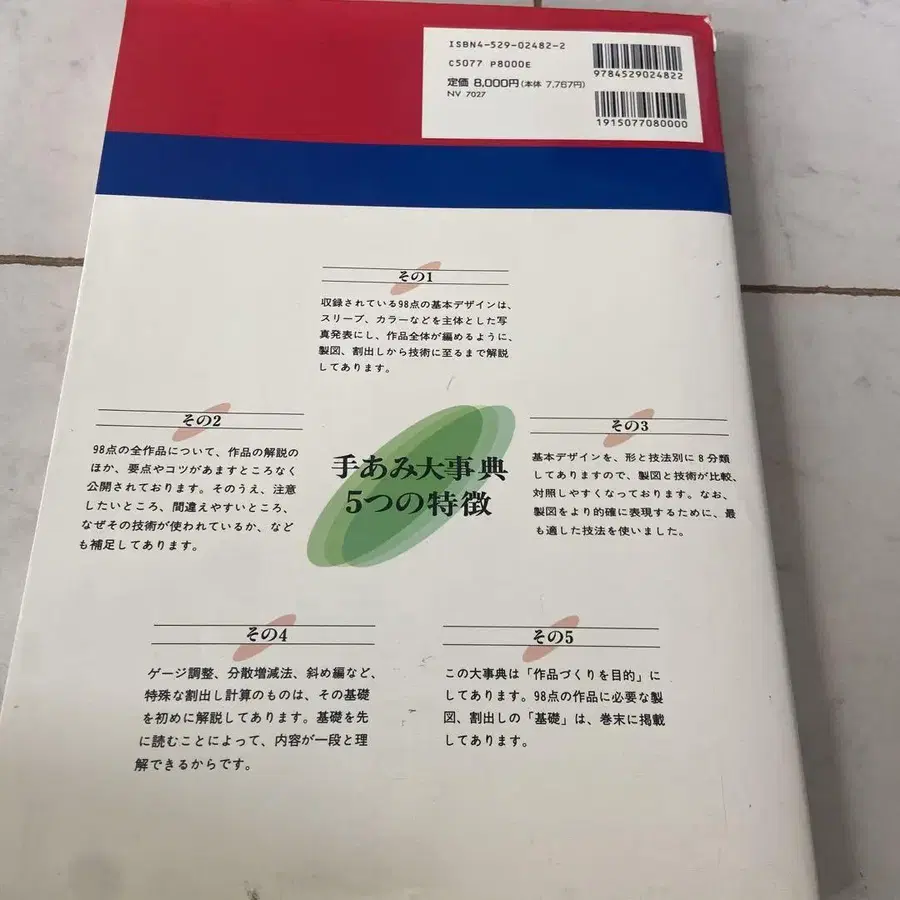 ISBN4-529-02482-2
C5077 P8000E
定価 8,000円(本体 7,767円)
NV 7027
9784529024822
1915077080000
その1
収録されている98点の基本デザインは、
スリーブ、カラーなどを主体とした写
真発表にし、作品全体が編めるように、
製図、割出しから技術に至るまで解説
してあります。
その2
98点の全作品について、作品の解説の
ほか、要点やコツがあますところなく
公開されております。そのうえ、注意
したいところ、間違えやすいところ、
なぜその技術が使われているか、など
も補足してあります。
手あみ大事典
5つの特徴
その3
基本デザインを、形と技法別に8分類
してありますので、製図と技術が比較、
対照しやすくなっております。なお、
製図をより的確に表現するために、最
も適した技法を使いました。
その4
ゲージ調整、分散増減法、斜め編など、
特殊な割出し計算のものは、その基礎
を初めに解説してあります。基礎を先
に読むことによって、内容が一段と理
解できるからです。
その5
この大事典は「作品づくりを目的」に
してあります。98点の作品に必要な製
図、割出しの「基礎」は、巻末に掲載
してあります。